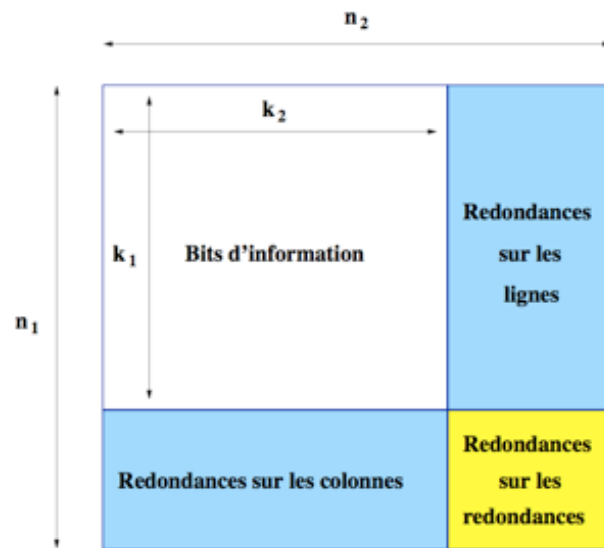 n2
k2
k1
Bits d'information
Redondances
sur les
lignes
n1
Redondances sur les colonnes
Redondances
sur les
redondances